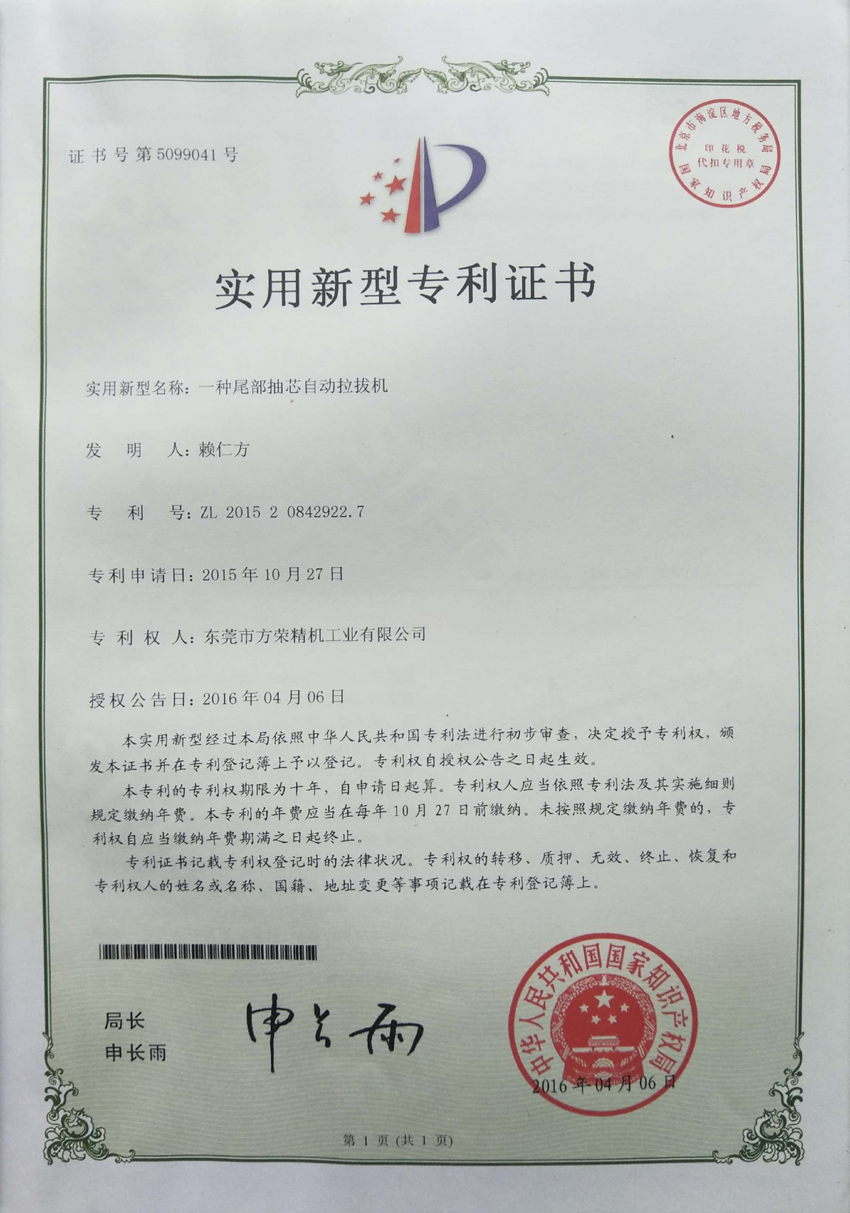 证书号第5099041号
北京市海淀区地方税务局
印花税
代扣专用章
国家知识产权局
实用新型专利证书
实用新型名称：一种尾部抽芯自动拉拔机
发明人：赖仁方
专利号：ZL 2015 2 0842922.7
专利申请日：2015年10月27日
专利权人：东莞市方荣精机工业有限公司
授权公告日：2016年04月06日
本实用新型经过本局依照中华人民共和国专利法进行初步审查，决定授予专利权，颁
发本证书并在专利登记簿上予以登记。专利权自授权公告之日起生效。
本专利的专利权期限为十年，自申请日起算。专利权人应当依照专利法及其实施细则
规定缴纳年费。本专利的年费应当在每年10月27日前缴纳。未按照规定缴纳年费的，专
利权自应当缴纳年费期满之日起终止。
专利证书记载专利权登记时的法律状况。专利权的转移、质押、无效、终止、恢复和
专利权人的姓名或名称、国籍、地址变更等事项记载在专利登记簿上。
局长
申长雨
申长雨
中华人民共和国国家知识产权局
2016年04月06日
第1页(共1页)